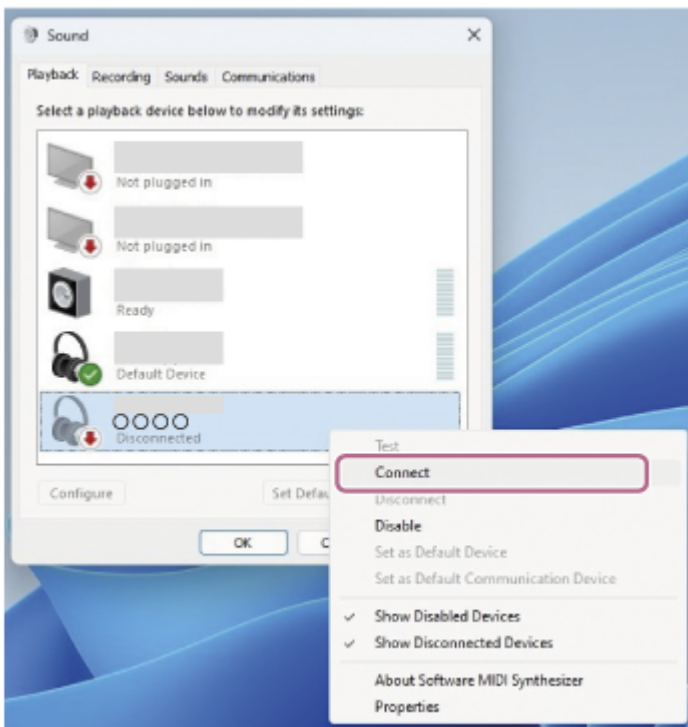 Sound
Playback Recording Sounds Communications
Select a playback device below to modify its settings:
Not plugged in
Not plugged in
Ready
Default Device
OOOO
Disconnected
Configure
Set Defau
OK
C
Test
Connect
Disconnect
Disable
Set as Default Device
Set as Default Communication Device
Show Disabled Devices
Show Disconnected Devices
About Software MIDI Synthesizer
Properties